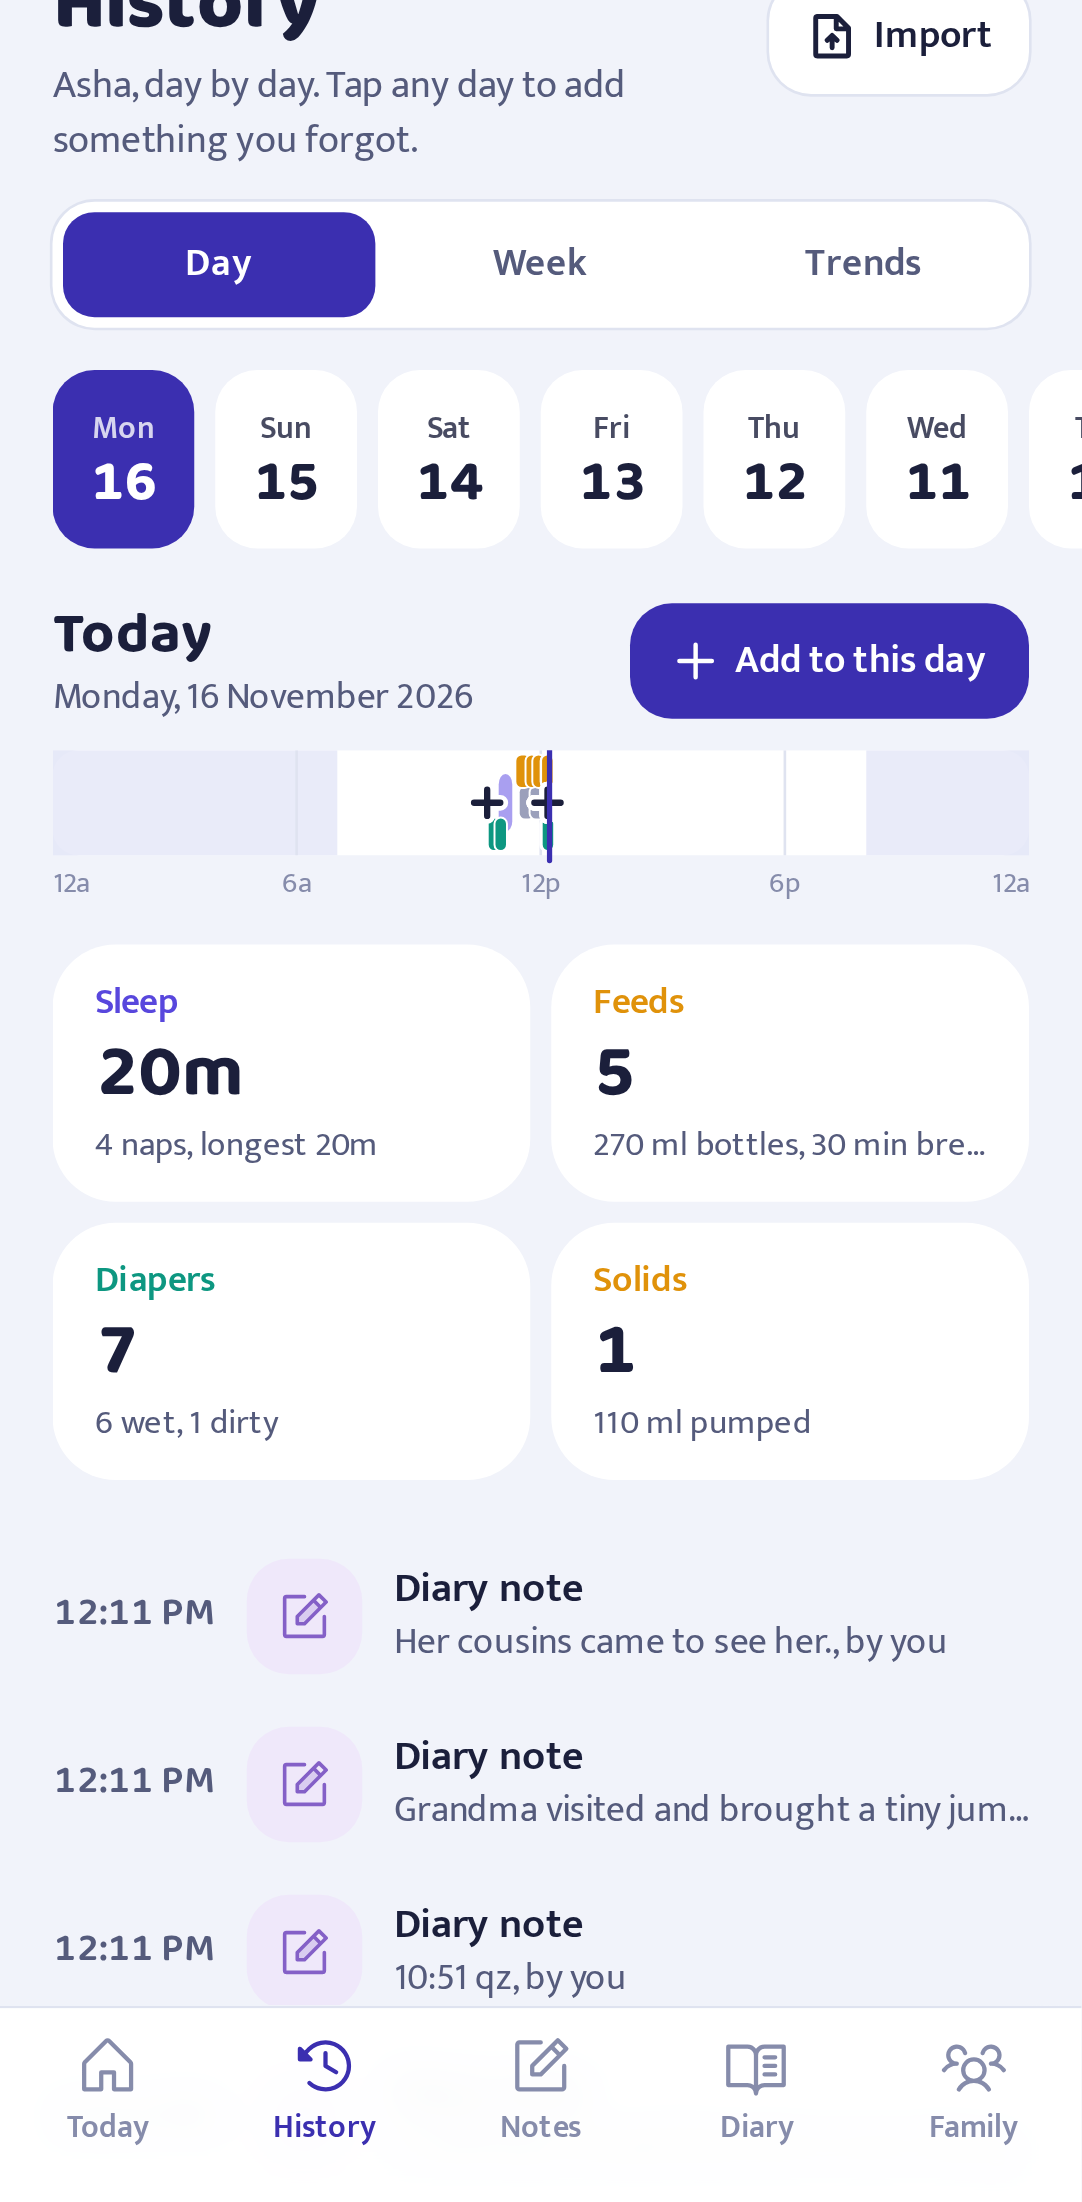 History
Import
Asha, day by day. Tap any day to add
something you forgot.
Day
Week
Trends
Mon
16
Sun
15
Sat
14
Fri
13
Thu
12
Wed
11
Today
Monday, 16 November 2026
Add to this day
12a
6a
12p
6p
12a
Sleep
20m
4 naps, longest 20m
Feeds
5
270 ml bottles, 30 min bre...
Diapers
7
6 wet, 1 dirty
Solids
1
110 ml pumped
12:11 PM
Diary note
Her cousins came to see her., by you
12:11 PM
Diary note
Grandma visited and brought a tiny jum...
12:11 PM
Diary note
10:51 qz, by you
Today
History
Notes
Diary
Family